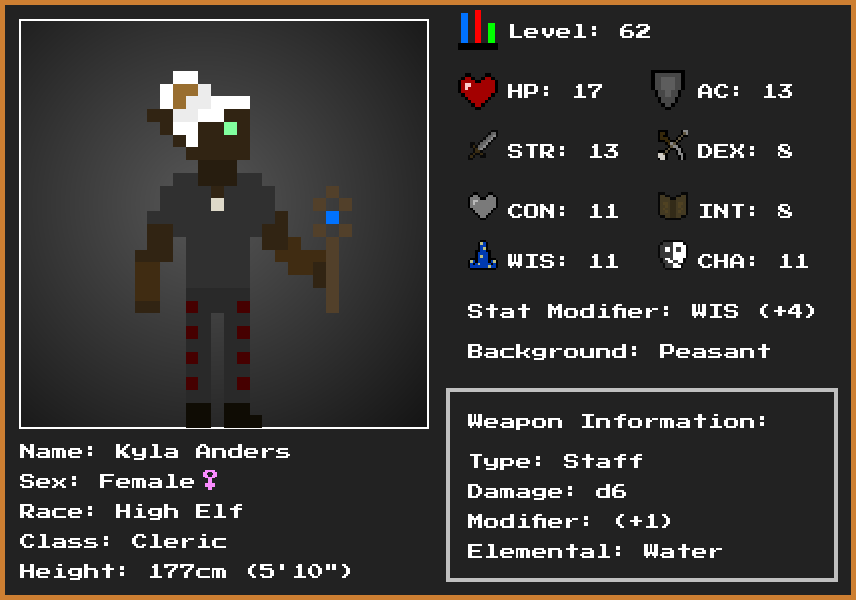 Level: 62
HP: 17
AC: 13
STR: 13
DEX: 8
CON: 11
INT: 8
WIS: 11
CHA: 11
Stat Modifier: WIS (+4)
Background: Peasant
Weapon Information:
Type: Staff
Damage: d6
Modifier: (+1)
Elemental: Water
Name: Kyla Anders
Sex: Female♀
Race: High Elf
Class: Cleric
Height: 177cm (5'10")